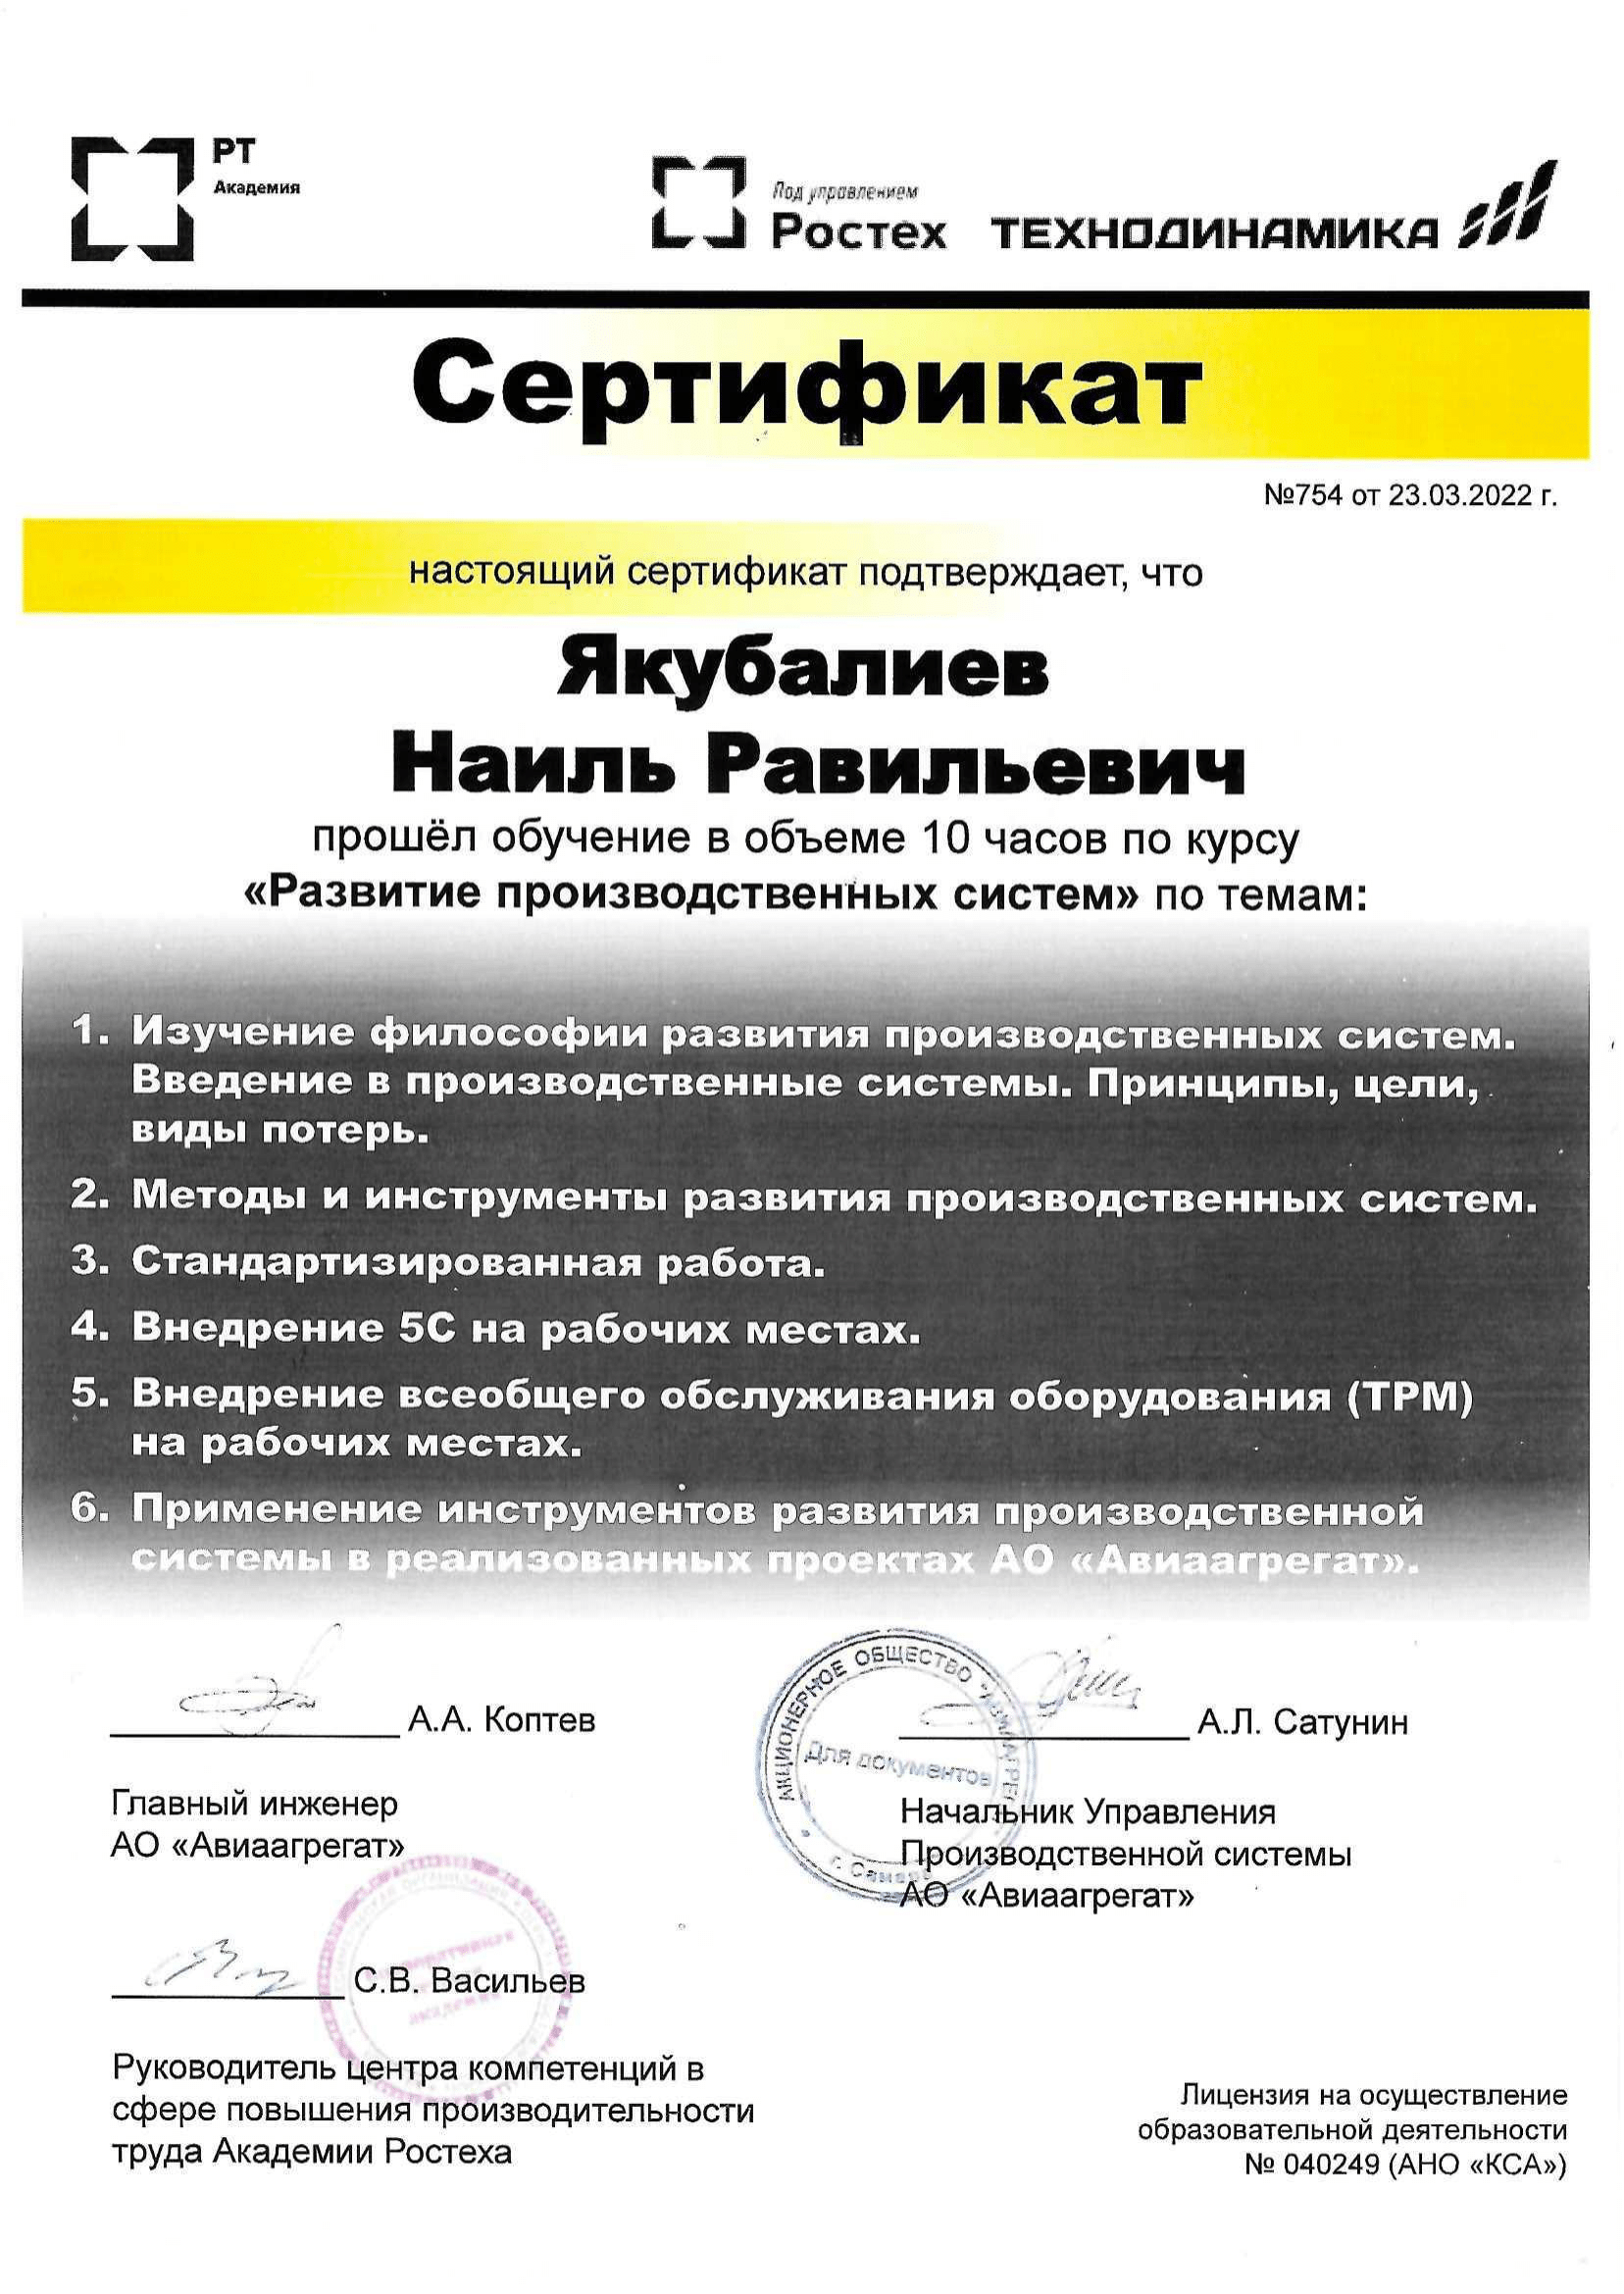 РТ
Академия
Под управлением
Ростех
ТЕХНОДИНАМИКА
Сертификат
№754 от 23.03.2022 г.
настоящий сертификат подтверждает, что
Якубалиев
Наиль Равильевич
прошёл обучение в объеме 10 часов по курсу
«Развитие производственных систем» по темам:
1. Изучение философии развития производственных систем.
Введение в производственные системы. Принципы, цели,
виды потерь.
2. Методы и инструменты развития производственных систем.
3. Стандартизированная работа.
4. Внедрение 5С на рабочих местах.
5. Внедрение всеобщего обслуживания оборудования (ТРМ)
на рабочих местах.
6. Применение инструментов развития производственной
системы в реализованных проектах АО «Авиаагрегат».
А.А. Коптев
Главный инженер
АО «Авиаагрегат»
АКЦИОНЕРНОЕ ОБЩЕСТВО
Для документов
г. Самара
А.Л. Сатунин
Начальник Управления
Производственной системы
АО «Авиаагрегат»
С.В. Васильев
Руководитель центра компетенций в
сфере повышения производительности
труда Академии Ростеха
Лицензия на осуществление
образовательной деятельности
№ 040249 (АНО «КСА»)